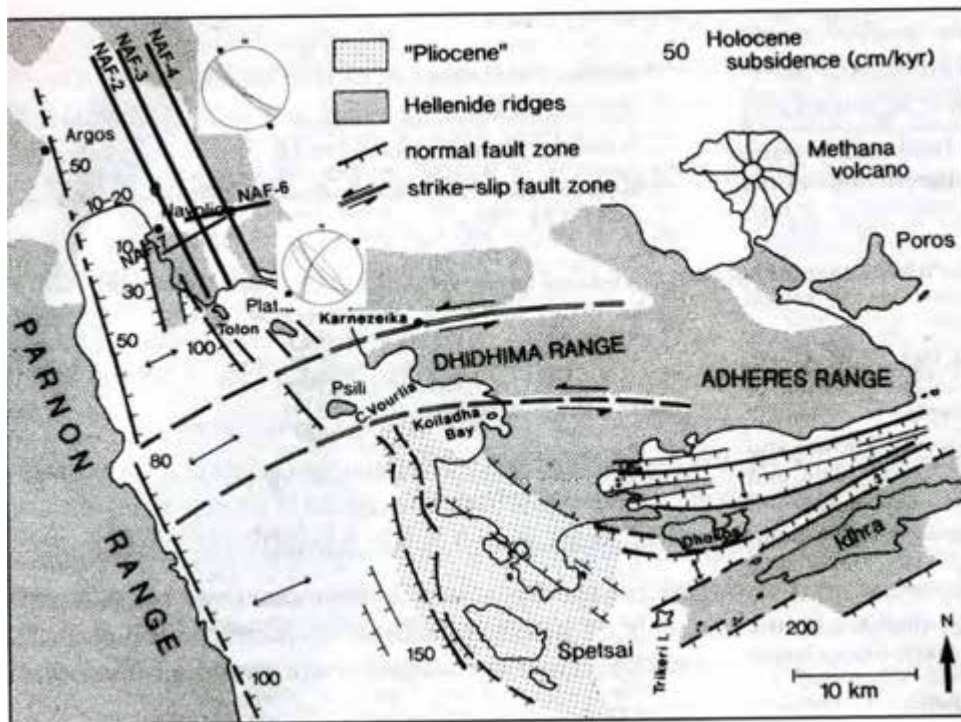 NAF-2
NAF-3
NAF-4
"Pliocene"
50 Holocene
subsidence (cm/kyr)
Hellenide ridges
normal fault zone
strike-slip fault zone
Methana
volcano
Argos
50
10-20
NAF-6
10
30
50
Tolon
100
Karnezeika
Poros
DHIDHIMA RANGE
ADHERES RANGE
Psili
C.Vourlia
Koiladha
Bay
80
PARNON
RANGE
Idhra
Spetsai
Trikeri I.
150
200
100
N
10 km